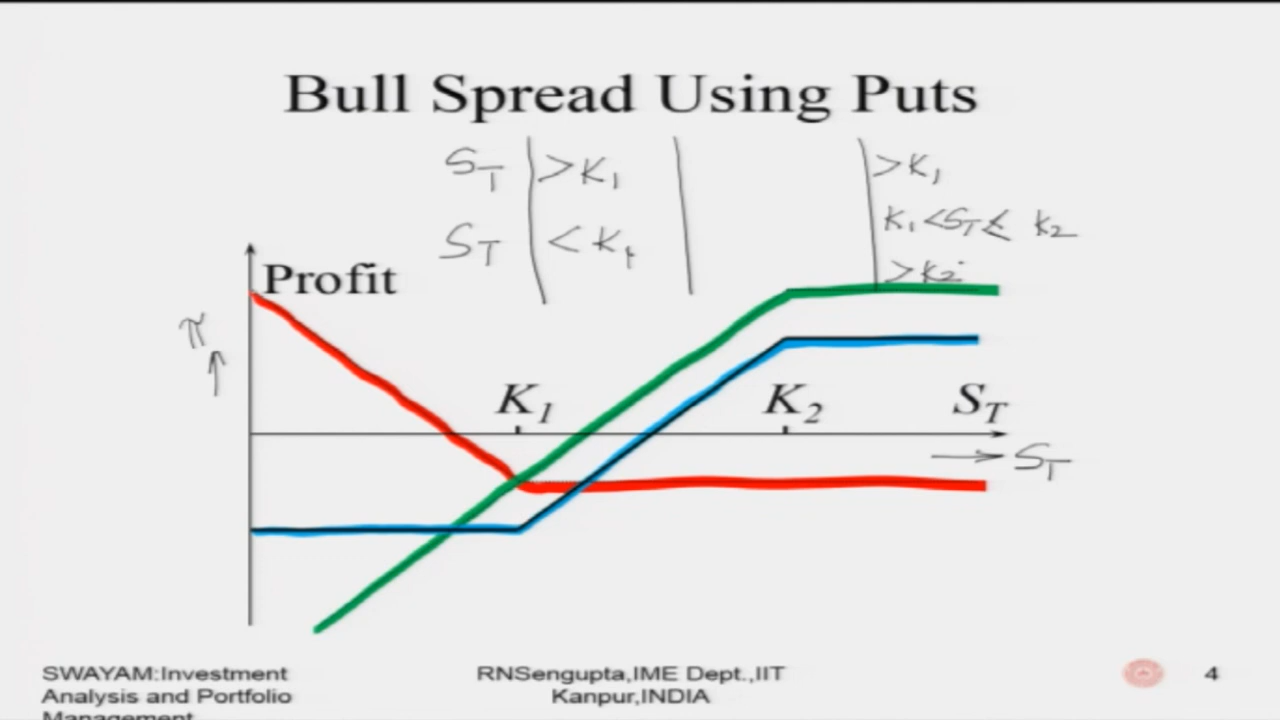 Bull Spread Using Puts
S_T > K_1 > K_1
S_T < K_1 K_1 < S_T ≤ K_2
> K_2
Profit
π
↑
K_1 K_2 S_T
→ S_T
SWAYAM:Investment
Analysis and Portfolio
Management
RNSengupta,IME Dept.,IIT
Kanpur,INDIA
4